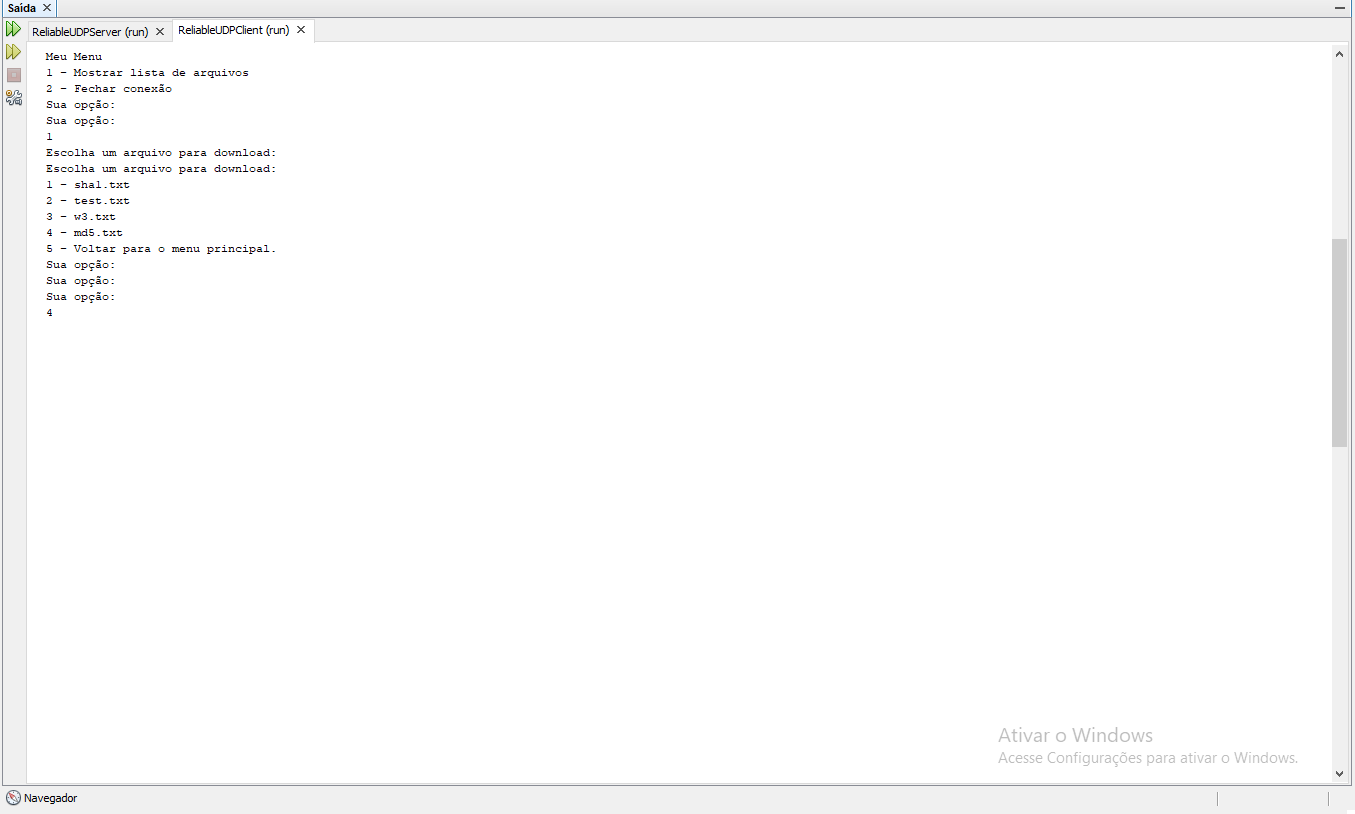 Saída
ReliableUDPServer (run)
ReliableUDPClient (run)
Meu Menu
1 - Mostrar lista de arquivos
2 - Fechar conexão
Sua opção:
Sua opção:
1
Escolha um arquivo para download:
Escolha um arquivo para download:
1 - sha1.txt
2 - test.txt
3 - w3.txt
4 - md5.txt
5 - Voltar para o menu principal.
Sua opção:
Sua opção:
Sua opção:
4
Ativar o Windows
Acesse Configurações para ativar o Windows.
Navegador